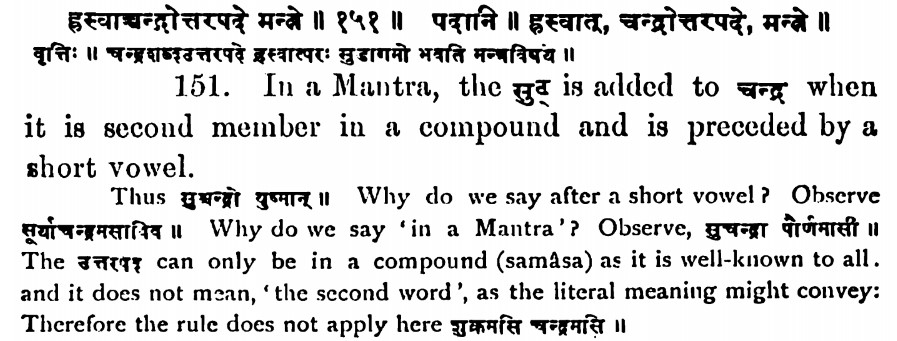 ह्रस्वाच्चन्द्रोत्तरपदे मन्त्रे ॥ १५१ ॥ पदानि ॥ ह्रस्वात्, चन्द्रोत्तरपदे, मन्त्रे ॥
वृत्तिः ॥ चन्द्रशब्दउत्तरपदे ह्रस्वात्परः सुडागमो भवति मन्त्रविषये ॥
151. In a Mantra, the सुट् is added to चन्द्र when
it is second member in a compound and is preceded by a
short vowel.
Thus सुश्चन्द्रो युष्मान् ॥ Why do we say after a short vowel? Observe
सूर्याचन्द्रमसाविव ॥ Why do we say 'in a Mantra'? Observe, सुचन्द्रा पौर्णमासी ॥
The उत्तरपद can only be in a compound (samâsa) as it is well-known to all.
and it does not mean, 'the second word', as the literal meaning might convey:
Therefore the rule does not apply here शुक्रमसि चन्द्रमसि ॥